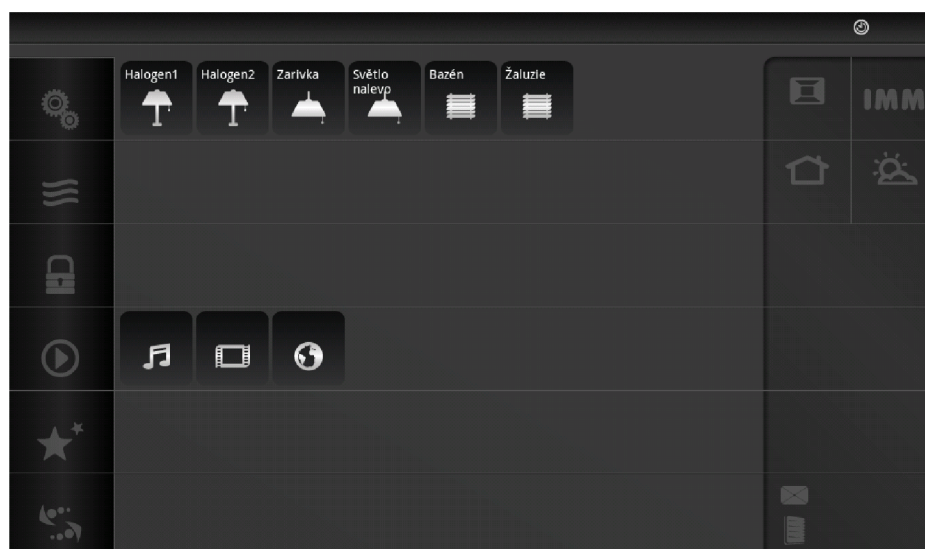 Halogen1
Halogen2
Zarivka
Světlo
nalevo
Bazén
Žaluzie
IMM